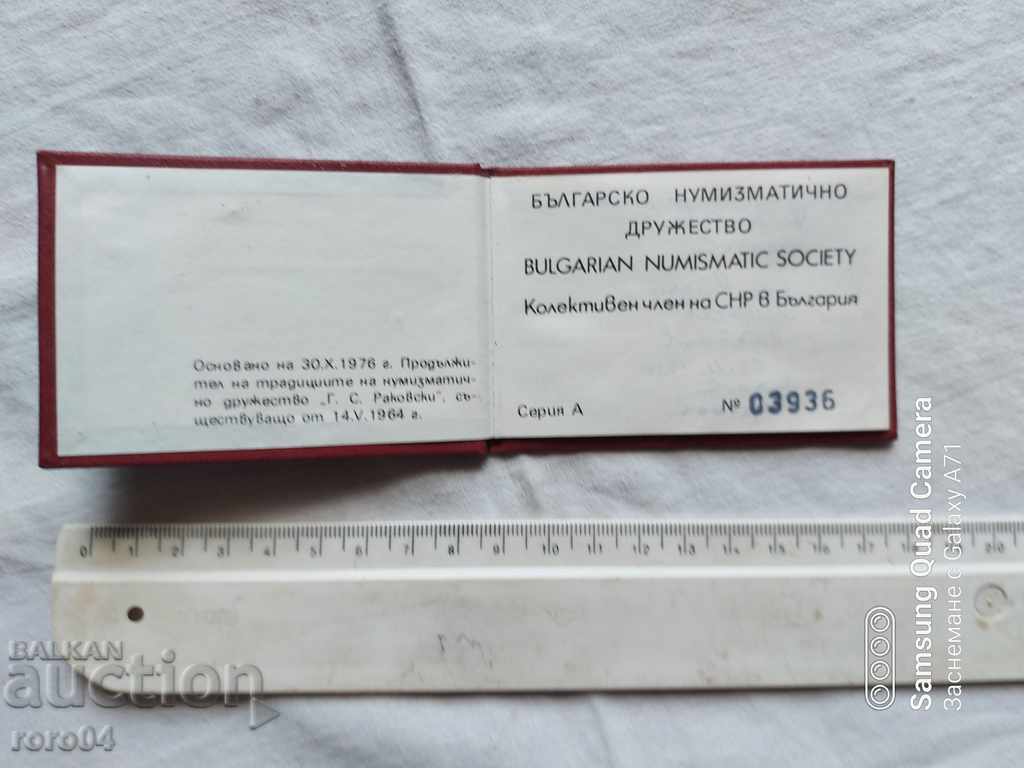 Основано на 30.X.1976 г. Продължи-
тел на традициите на нумизматич-
но дружество „Г. С. Раковски", съ-
ществуващо от 14.V.1964 г.
БЪЛГАРСКО НУМИЗМАТИЧНО
ДРУЖЕСТВО
BULGARIAN NUMISMATIC SOCIETY
Колективен член на СНР в България
Серия А № 03936
0 1 2 3 4 5 6 7 8 9 10 11 12 13 14 15 16 17 18 19 20
Samsung Quad Camera
Заснемане с Galaxy A71
BALKAN
auction
roro04